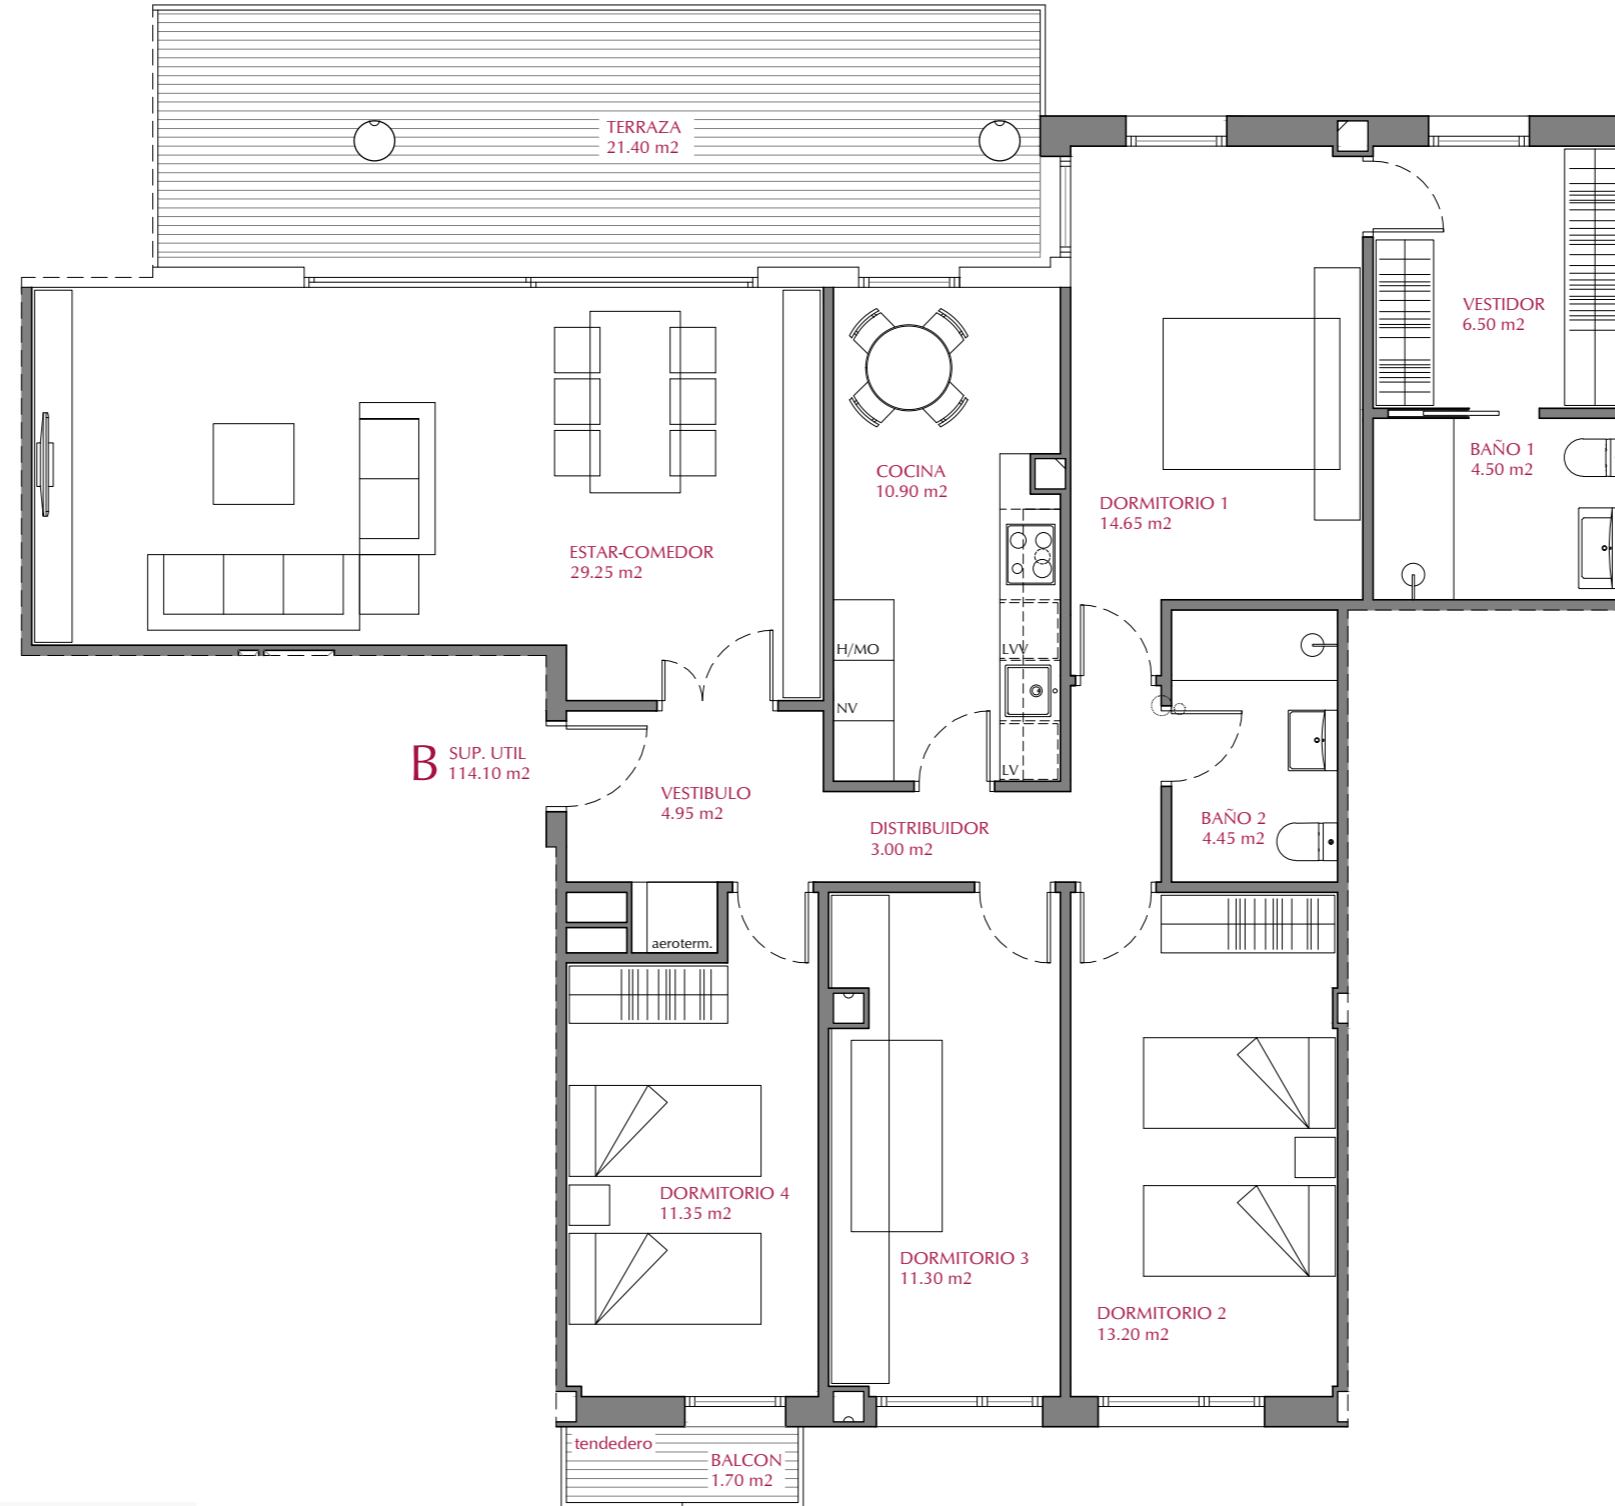 TERRAZA
21.40 m2
VESTIDOR
6.50 m2
BAÑO 1
4.50 m2
COCINA
10.90 m2
DORMITORIO 1
14.65 m2
ESTAR-COMEDOR
29.25 m2
H/MO
LVV
NV
LV
B SUP. UTIL
114.10 m2
VESTIBULO
4.95 m2
DISTRIBUIDOR
3.00 m2
BAÑO 2
4.45 m2
aeroterm.
DORMITORIO 4
11.35 m2
DORMITORIO 3
11.30 m2
DORMITORIO 2
13.20 m2
tendedero
BALCON
1.70 m2